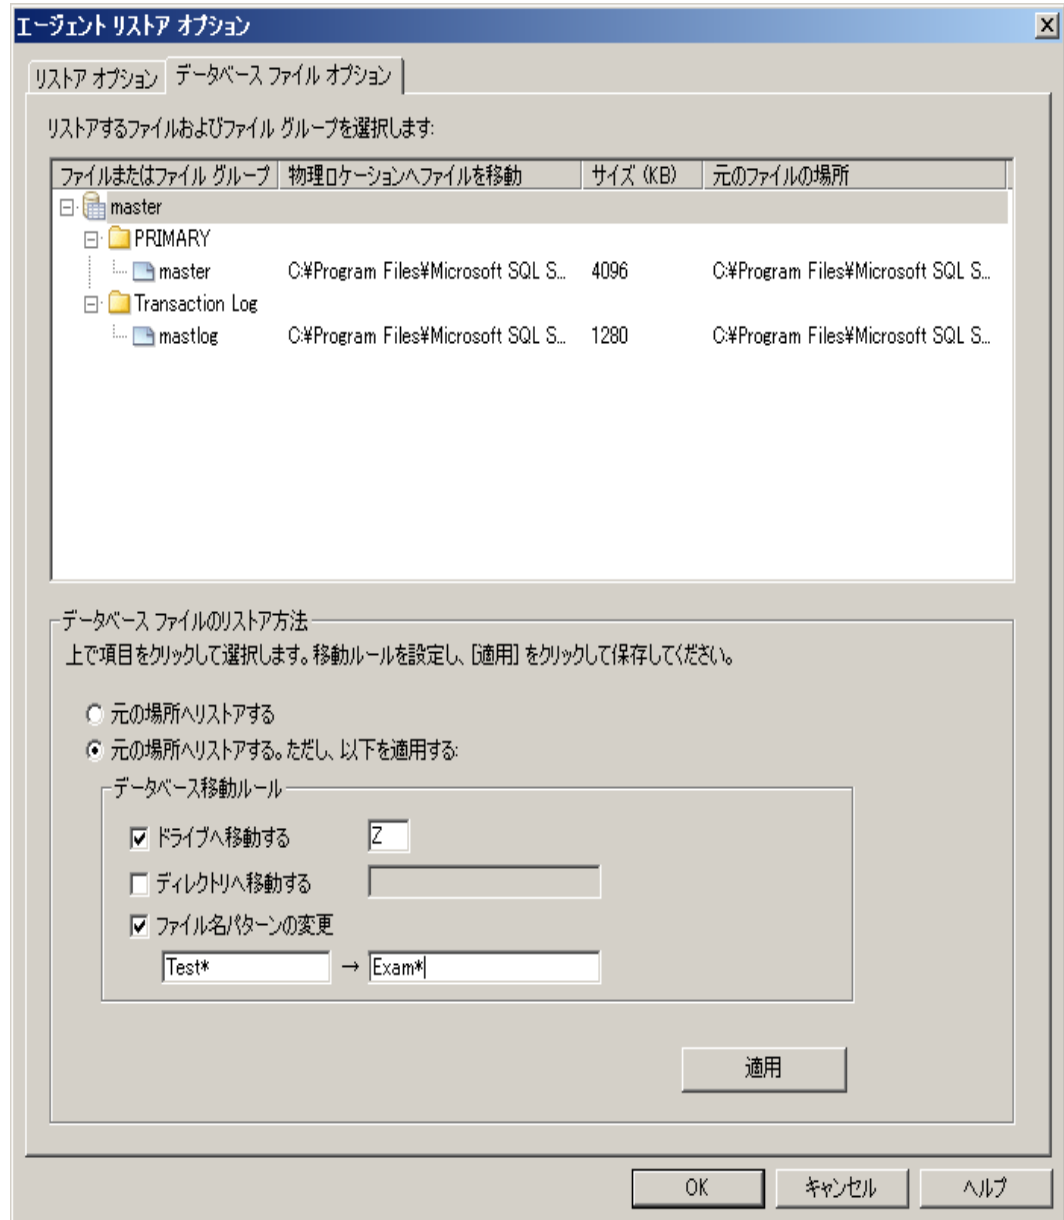 エージェント リストア オプション
リストア オプション データベース ファイル オプション
リストアするファイルおよびファイル グループを選択します:
ファイルまたはファイル グループ 物理ロケーションへファイルを移動 サイズ (KB) 元のファイルの場所
master
PRIMARY
master C:¥Program Files¥Microsoft SQL S... 4096 C:¥Program Files¥Microsoft SQL S...
Transaction Log
mastlog C:¥Program Files¥Microsoft SQL S... 1280 C:¥Program Files¥Microsoft SQL S...
データベース ファイルのリストア方法
上で項目をクリックして選択します。移動ルールを設定し、[適用] をクリックして保存してください。
元の場所へリストアする
元の場所へリストアする。ただし、以下を適用する:
データベース移動ルール
ドライブへ移動する Z
ディレクトリへ移動する
ファイル名パターンの変更
Test* → Exam*
適用
OK キャンセル ヘルプ